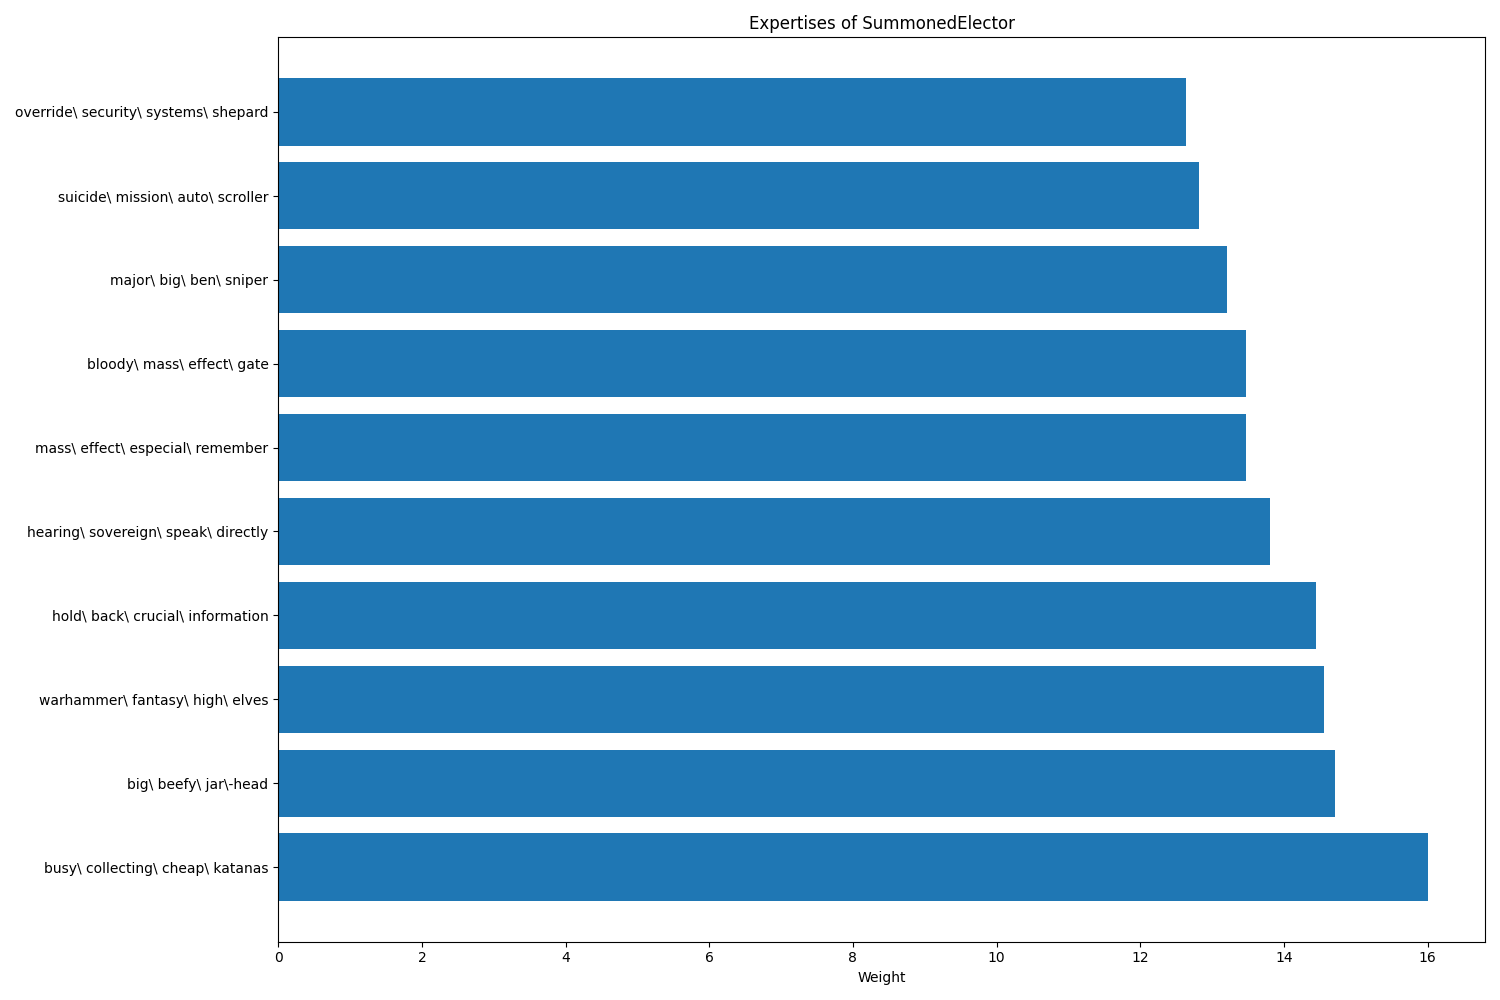 Expertises of SummonedElector
override\ security\ systems\ shepard
suicide\ mission\ auto\ scroller
major\ big\ ben\ sniper
bloody\ mass\ effect\ gate
mass\ effect\ especial\ remember
hearing\ sovereign\ speak\ directly
hold\ back\ crucial\ information
warhammer\ fantasy\ high\ elves
big\ beefy\ jar\-head
busy\ collecting\ cheap\ katanas
0 2 4 6 8 10 12 14 16
Weight